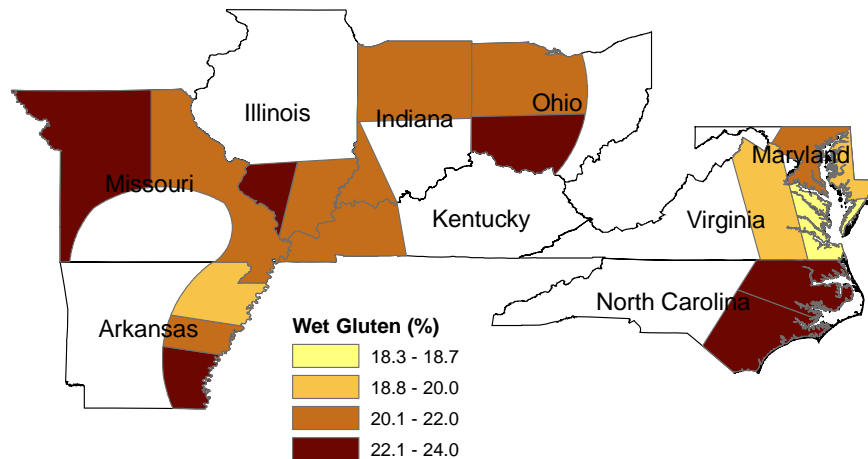 Illinois
Indiana
Ohio
Missouri
Maryland
Kentucky
Virginia
Arkansas
North Carolina
Wet Gluten (%)
18.3 - 18.7
18.8 - 20.0
20.1 - 22.0
22.1 - 24.0